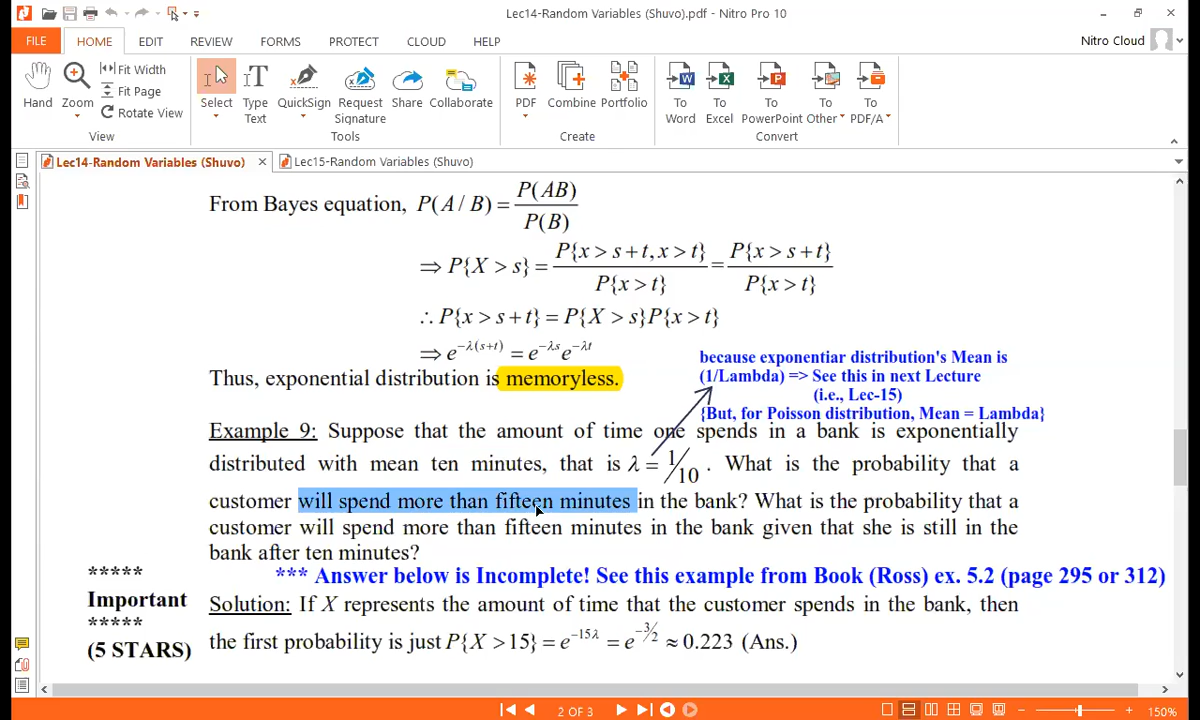 Lec14-Random Variables (Shuvo).pdf - Nitro Pro 10
FILE HOME EDIT REVIEW FORMS PROTECT CLOUD HELP
Nitro Cloud
Hand
Zoom
Fit Width
Fit Page
Rotate View
View
Select
Type Text
QuickSign
Request Signature
Share
Collaborate
Tools
PDF
Combine
Portfolio
Create
To Word
To Excel
To PowerPoint
To Other
To PDF/A
Convert
Lec14-Random Variables (Shuvo) × Lec15-Random Variables (Shuvo)
From Bayes equation, P(A / B) = P(AB) / P(B)
⇒ P{X > s} = P{x > s + t, x > t} / P{x > t} = P{x > s + t} / P{x > t}
∴ P{x > s + t} = P{X > s}P{x > t}
⇒ e^{−λ(s+t)} = e^{−λs} e^{−λt}
Thus, exponential distribution is memoryless.
because exponentiar distribution's Mean is
(1/Lambda) => See this in next Lecture
(i.e., Lec-15)
{But, for Poisson distribution, Mean = Lambda}
Example 9: Suppose that the amount of time one spends in a bank is exponentially
distributed with mean ten minutes, that is λ = 1/10 . What is the probability that a
customer will spend more than fifteen minutes in the bank? What is the probability that a
customer will spend more than fifteen minutes in the bank given that she is still in the
bank after ten minutes?
*** Answer below is Incomplete! See this example from Book (Ross) ex. 5.2 (page 295 or 312)
*****
Important
*****
(5 STARS)
Solution: If X represents the amount of time that the customer spends in the bank, then
the first probability is just P{X > 15} = e^{−15λ} = e^{−3/2} ≈ 0.223 (Ans.)
2 OF 3
150%